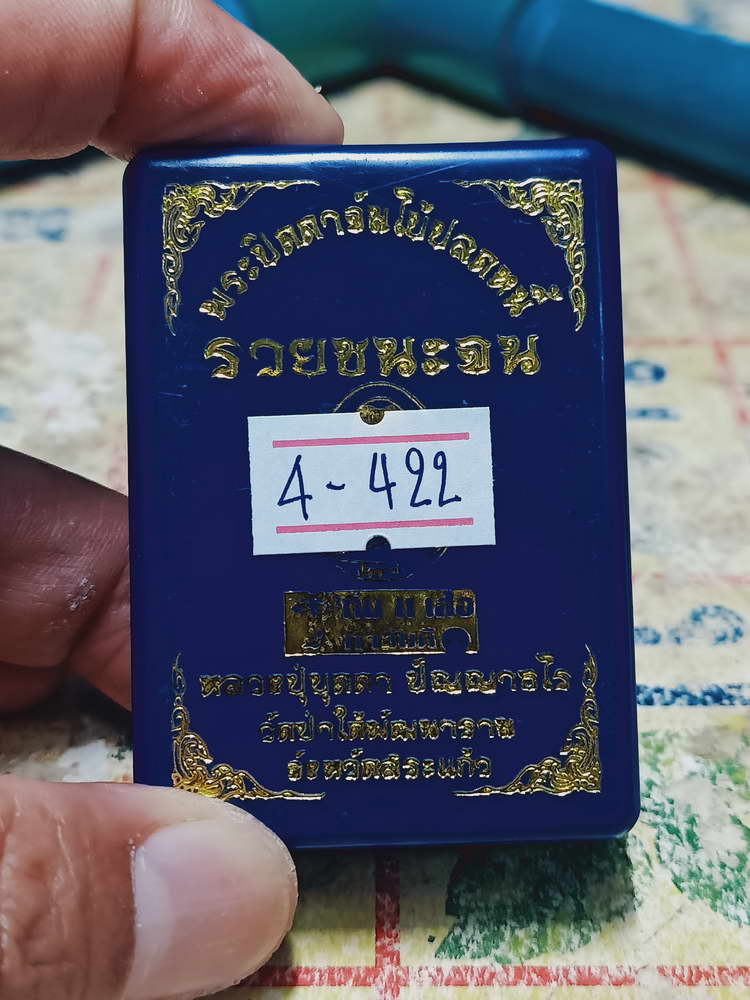 พระปิดตาจัมโบ้ปลดหนี้
รวยชนะจน
4-422
หลวงปู่บุดดา ปัญญาธโร
วัดป่าใต้พัฒนาราม
จังหวัดสระแก้ว